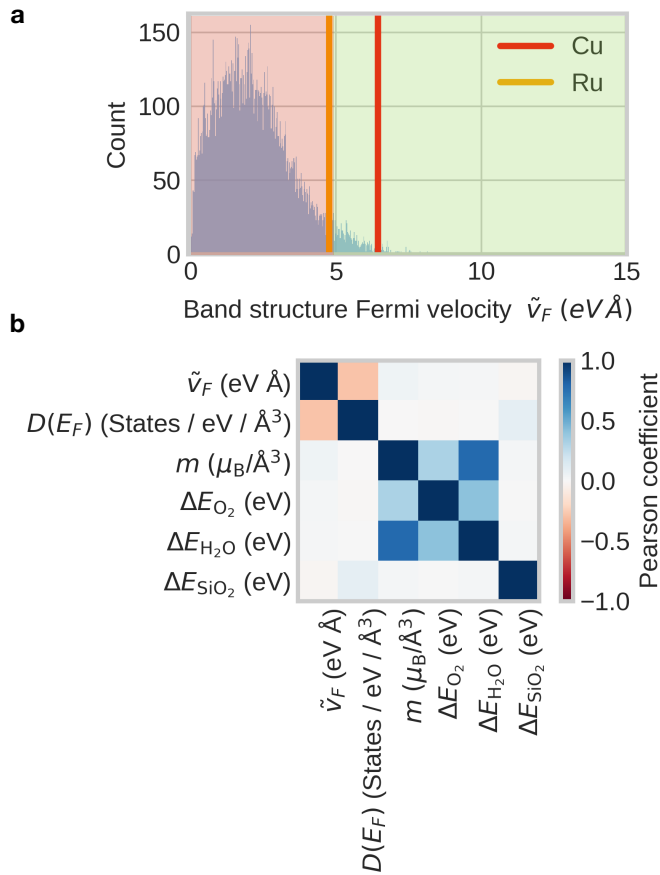 a
150
100
50
0
Count
Cu
Ru
0 5 10 15
Band structure Fermi velocity ṽ_F (eV Å)
b
ṽ_F (eV Å)
D(E_F) (States / eV / Å³)
m (μ_B/Å³)
ΔE_O₂ (eV)
ΔE_H₂O (eV)
ΔE_SiO₂ (eV)
1.0
0.5
0.0
−0.5
−1.0
Pearson coefficient
ṽ_F (eV Å)
D(E_F) (States / eV / Å³)
m (μ_B/Å³)
ΔE_O₂ (eV)
ΔE_H₂O (eV)
ΔE_SiO₂ (eV)